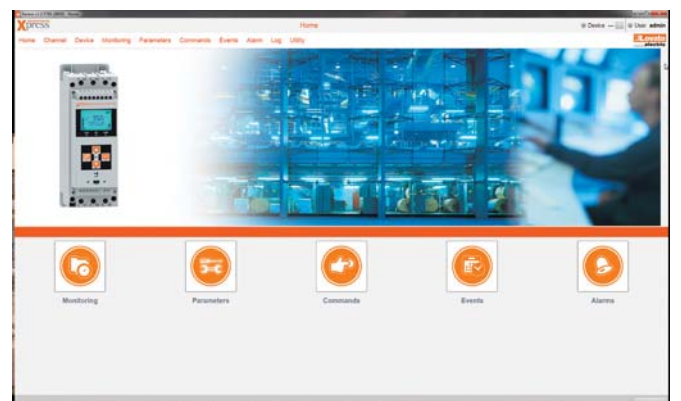 Xpress
Home
Device
User admin
Home Channel Device Monitoring Parameters Commands Events Alarm Log Utility
Lovato
electric
Monitoring
Parameters
Commands
Events
Alarms